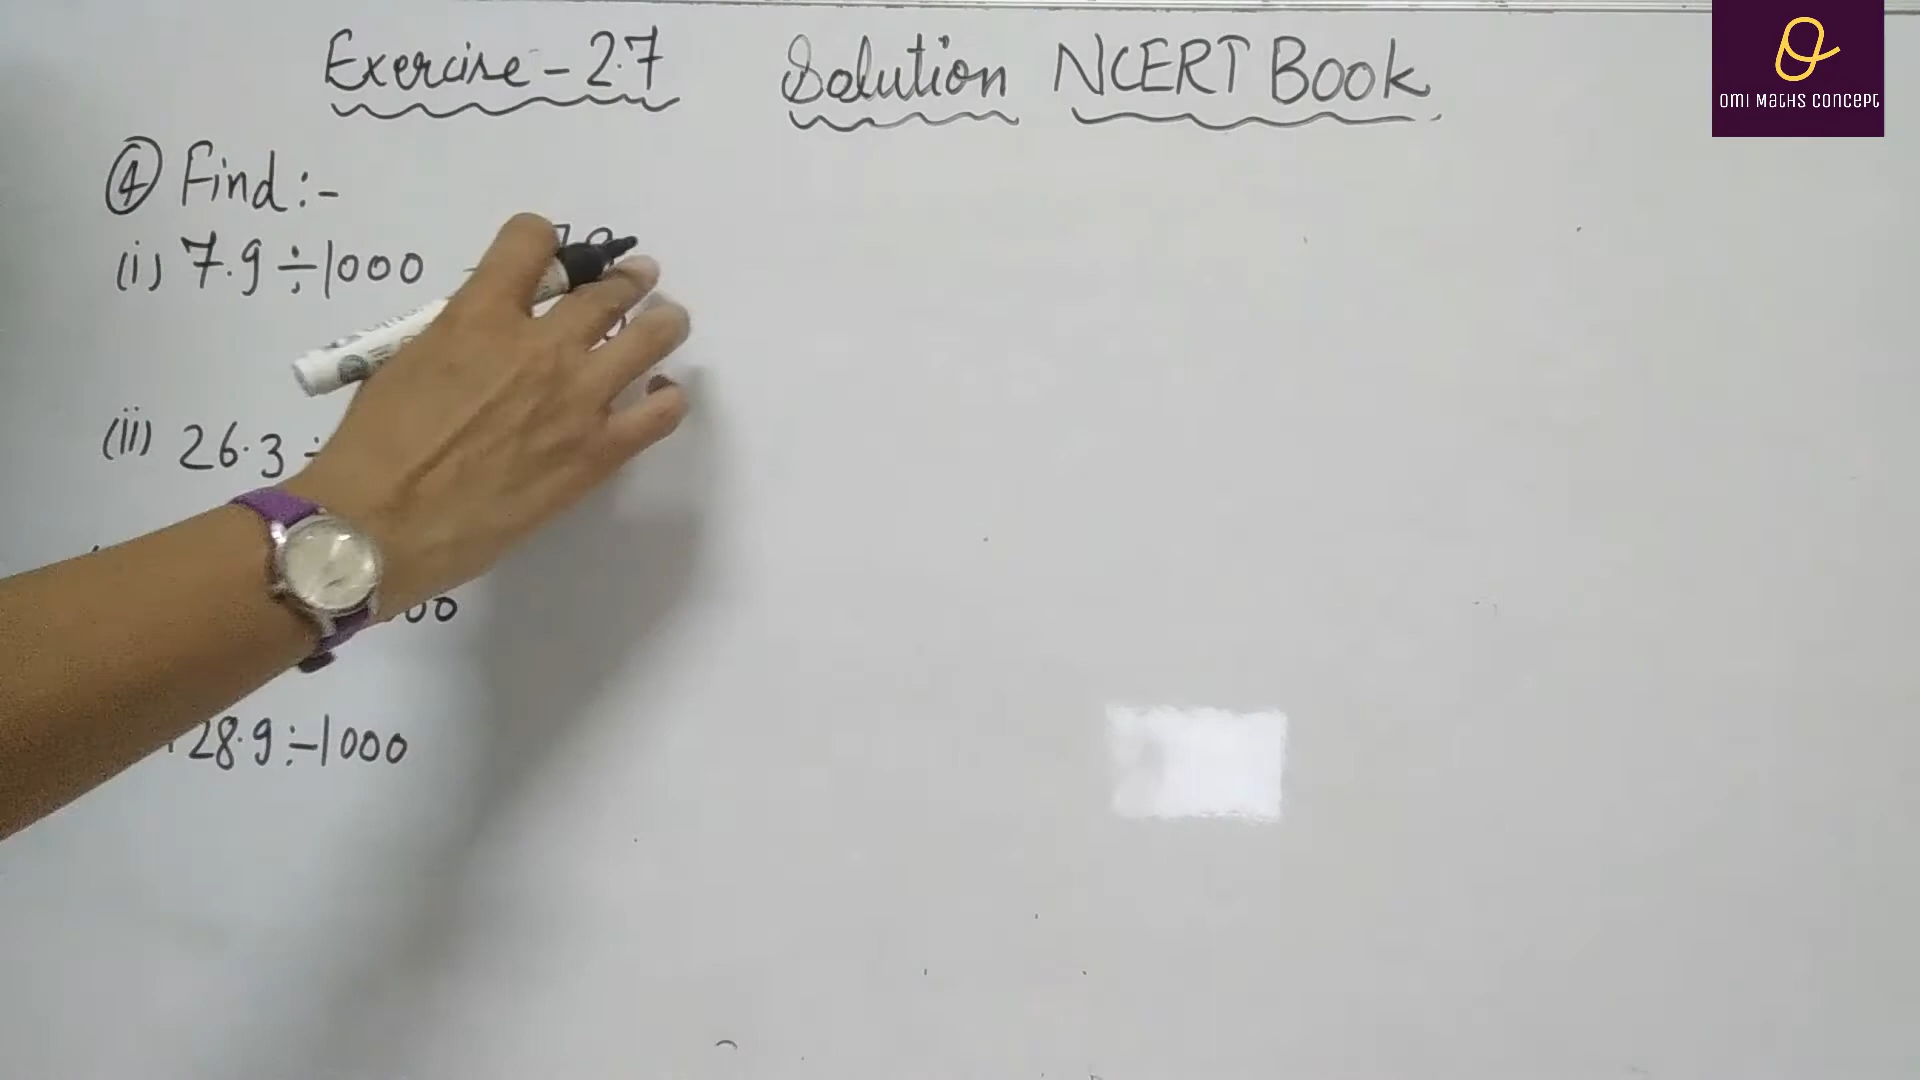 Exercise - 2.7 Solution NCERT Book
OMI MATHS CONCEPT
④ Find :-
(i) 7.9 ÷ 1000
(ii) 26.3 ÷
00
28.9 ÷ 1000